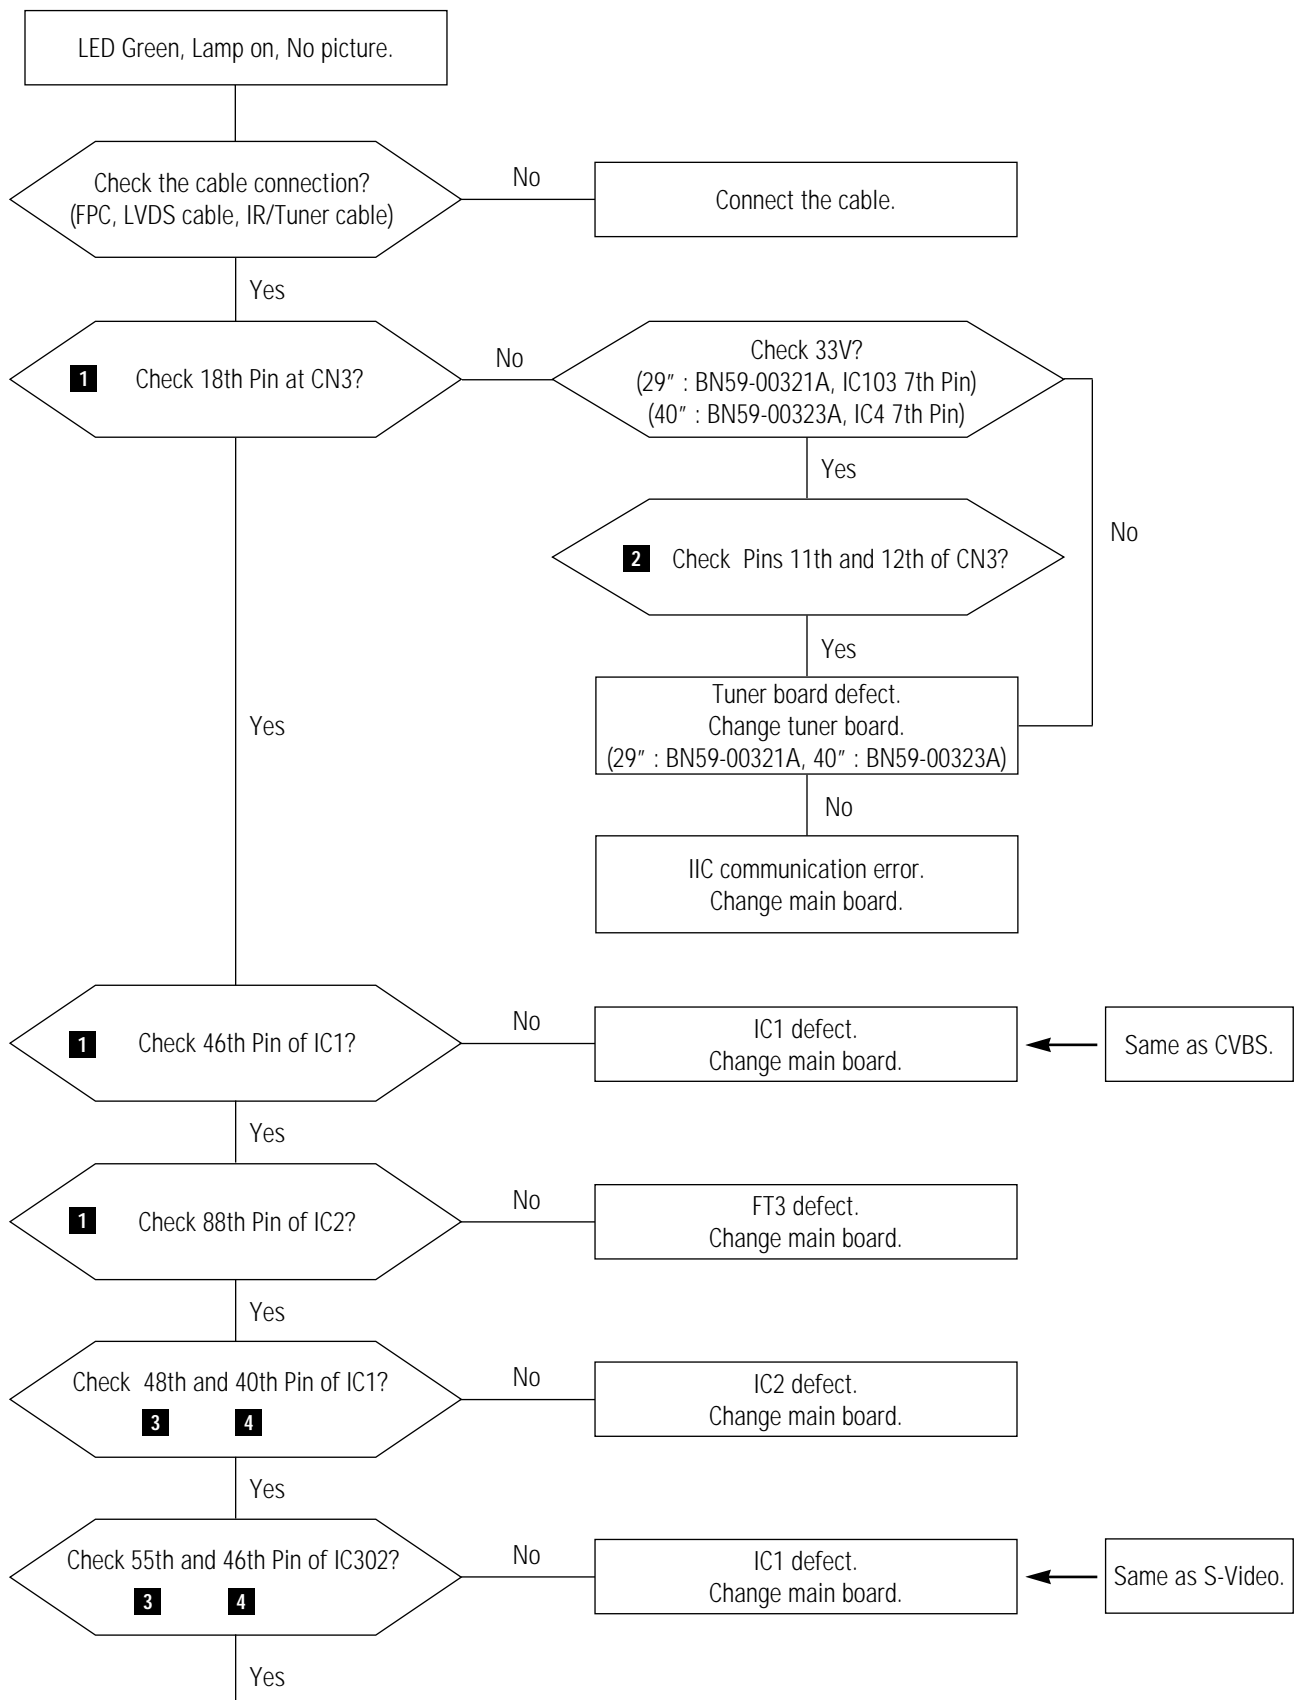 LED Green, Lamp on, No picture.
Check the cable connection?
(FPC, LVDS cable, IR/Tuner cable)
No
Connect the cable.
Yes
1 Check 18th Pin at CN3?
No
Check 33V?
(29″ : BN59-00321A, IC103 7th Pin)
(40″ : BN59-00323A, IC4 7th Pin)
Yes
No
2 Check Pins 11th and 12th of CN3?
Yes
Tuner board defect.
Change tuner board.
(29″ : BN59-00321A, 40″ : BN59-00323A)
No
IIC communication error.
Change main board.
Yes
1 Check 46th Pin of IC1?
No
IC1 defect.
Change main board.
Same as CVBS.
Yes
1 Check 88th Pin of IC2?
No
FT3 defect.
Change main board.
Yes
Check 48th and 40th Pin of IC1?
3 4
No
IC2 defect.
Change main board.
Yes
Check 55th and 46th Pin of IC302?
3 4
No
IC1 defect.
Change main board.
Same as S-Video.
Yes